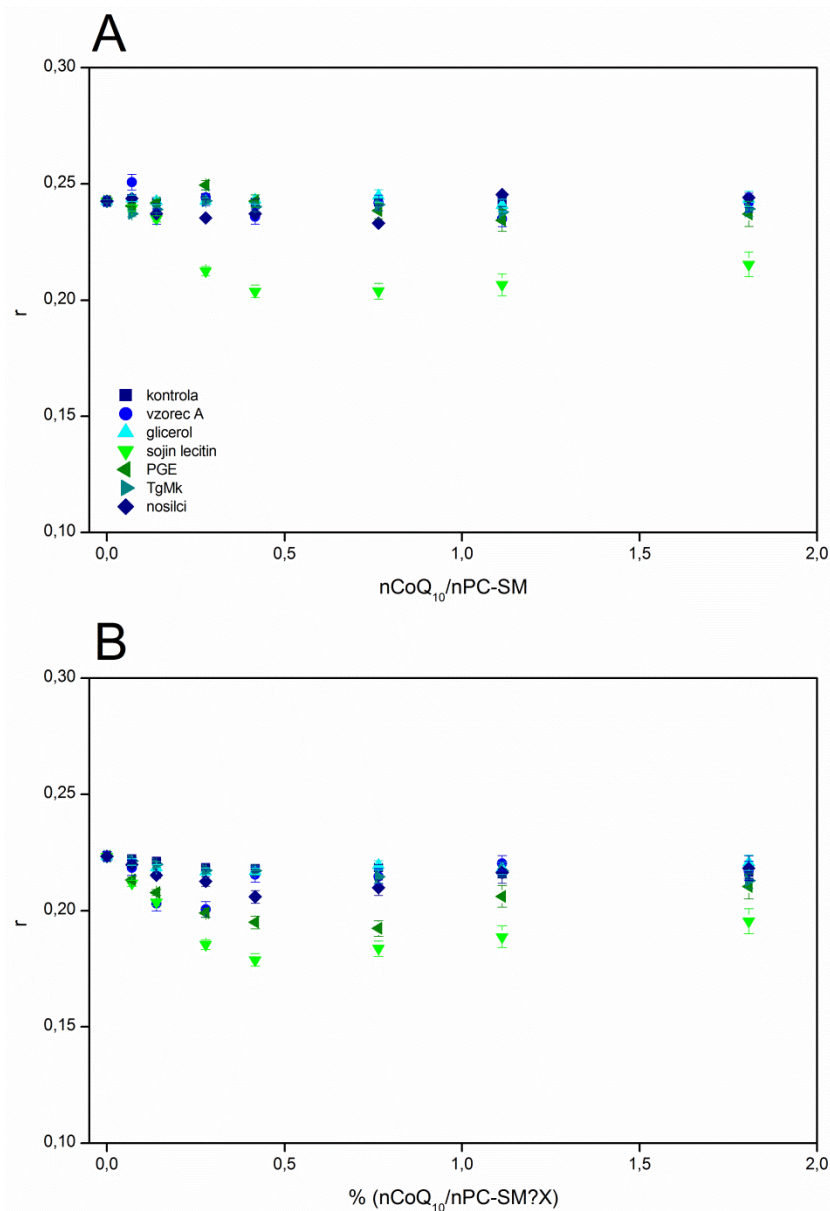 A
0,30
0,25
0,20
0,15
0,10
r
kontrola
vzorec A
glicerol
sojin lecitin
PGE
TgMk
nosilci
0,0 0,5 1,0 1,5 2,0
nCoQ₁₀/nPC-SM
B
0,30
0,25
0,20
0,15
0,10
r
0,0 0,5 1,0 1,5 2,0
% (nCoQ₁₀/nPC-SM?X)